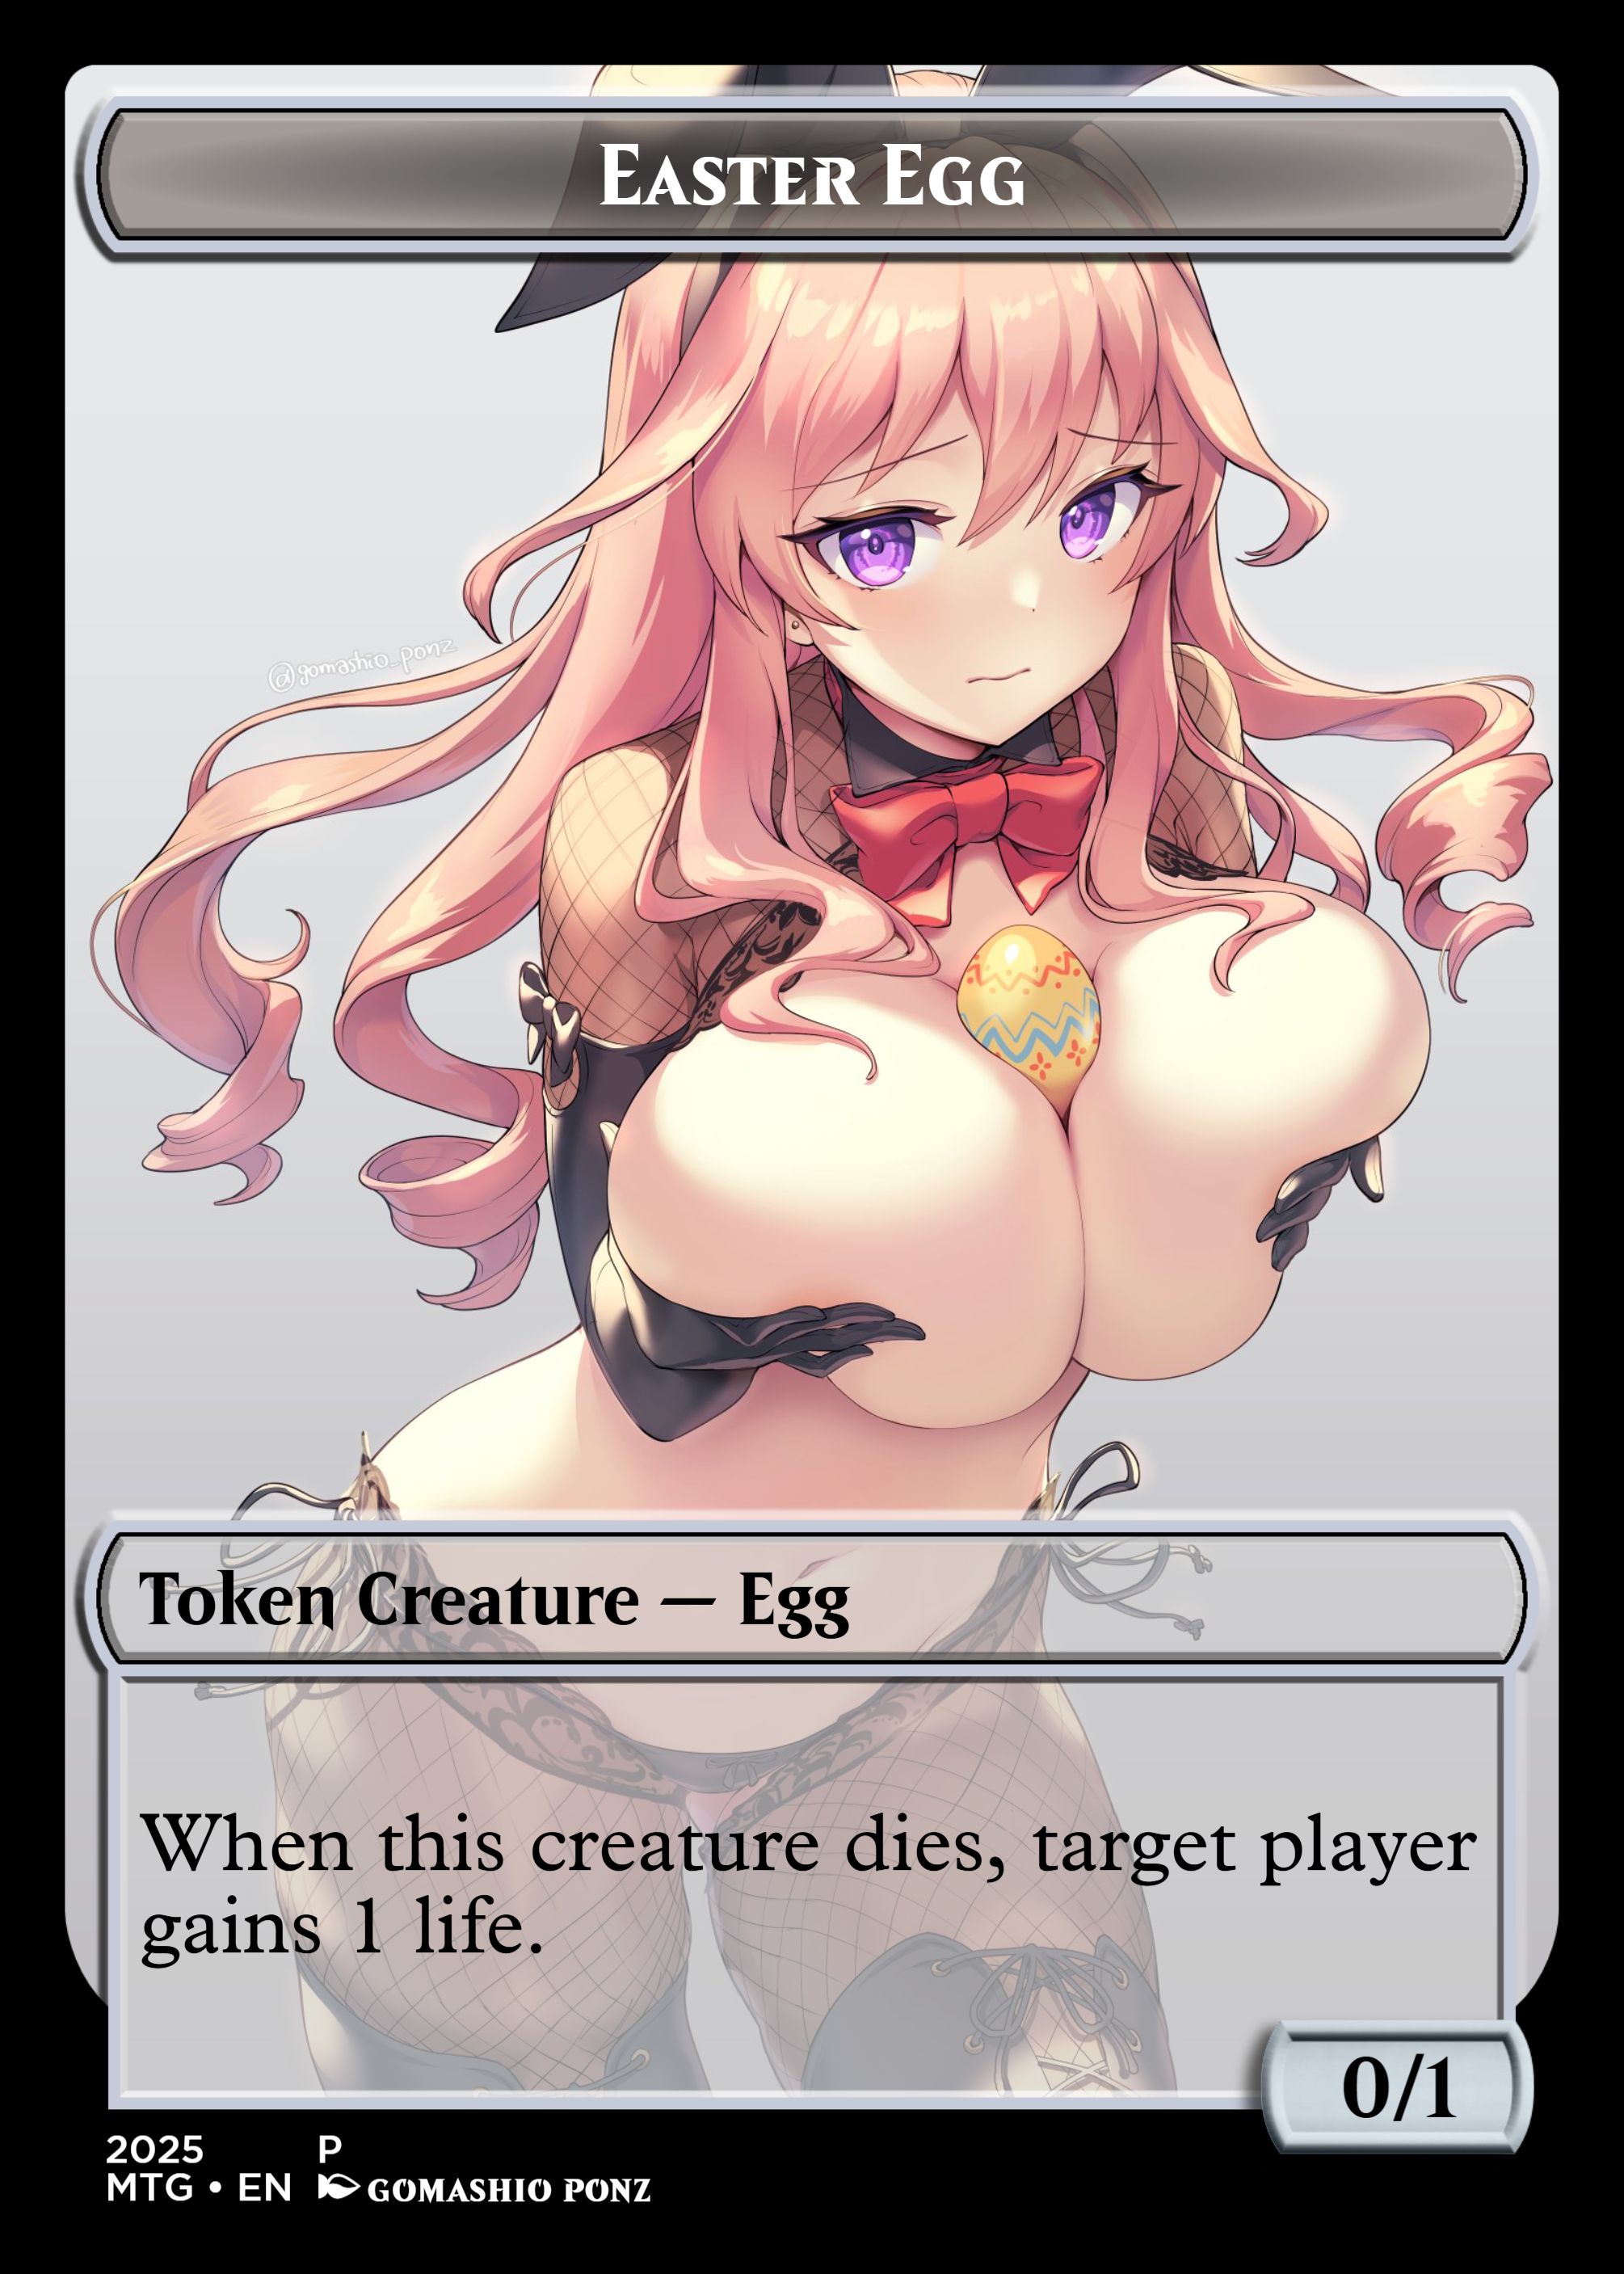 Easter Egg
@gomashio_ponz
Token Creature — Egg
When this creature dies, target player
gains 1 life.
0/1
2025 P
MTG • EN GOMASHIO PONZ